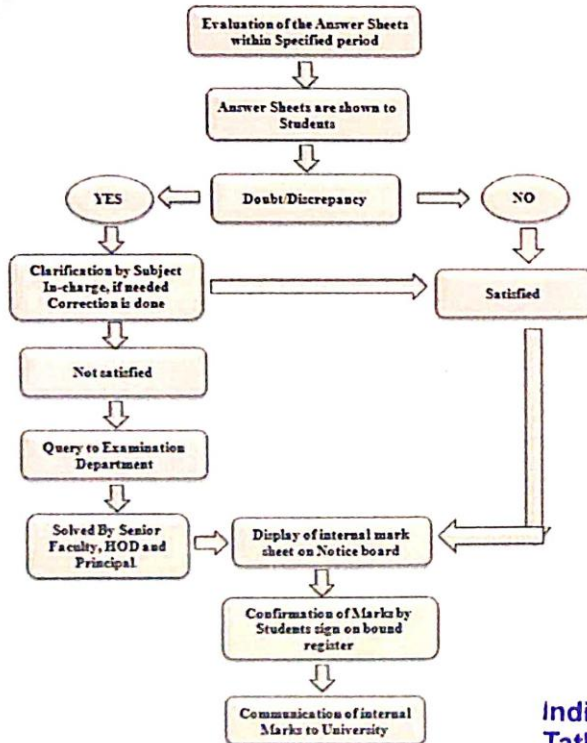 Evaluation of the Answer Sheets
within Specified period
Answer Sheets are shown to
Students
YES
Doubt/Discrepancy
NO
Clarification by Subject
In-charge, if needed
Correction is done
Satisfied
Not satisfied
Query to Examination
Department
Solved By Senior
Faculty, HOD and
Principal.
Display of internal mark
sheet on Notice board
Confirmation of Marks by
Students sign on bound
register
Communication of internal
Marks to University